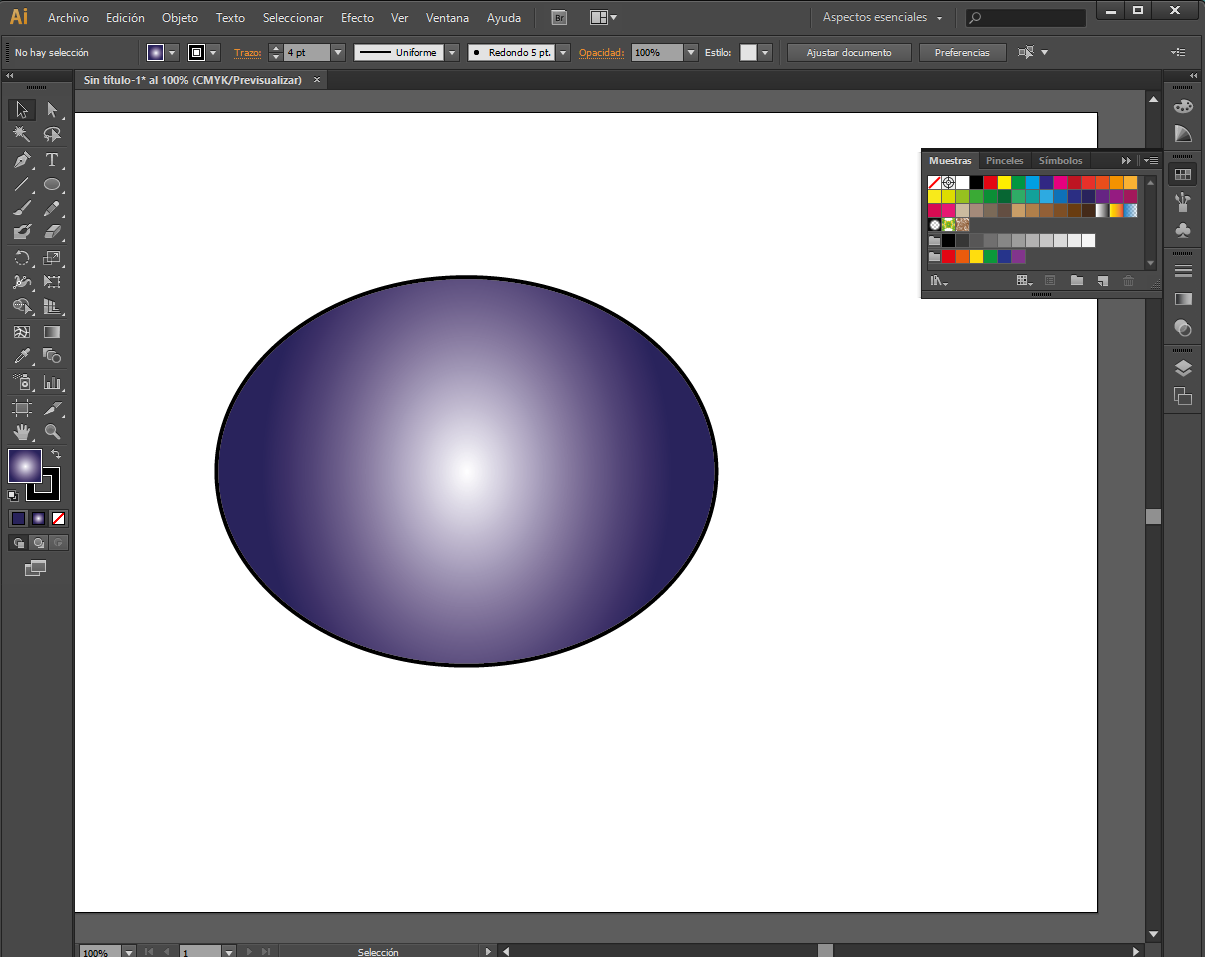 Ai Archivo Edición Objeto Texto Seleccionar Efecto Ver Ventana Ayuda Br Aspectos esenciales
No hay selección Trazo: 4 pt Uniforme Redondo 5 pt. Opacidad: 100% Estilo: Ajustar documento Preferencias
Sin título-1* al 100% (CMYK/Previsualizar) ×
Muestras Pinceles Símbolos
T
100% 1 Selección